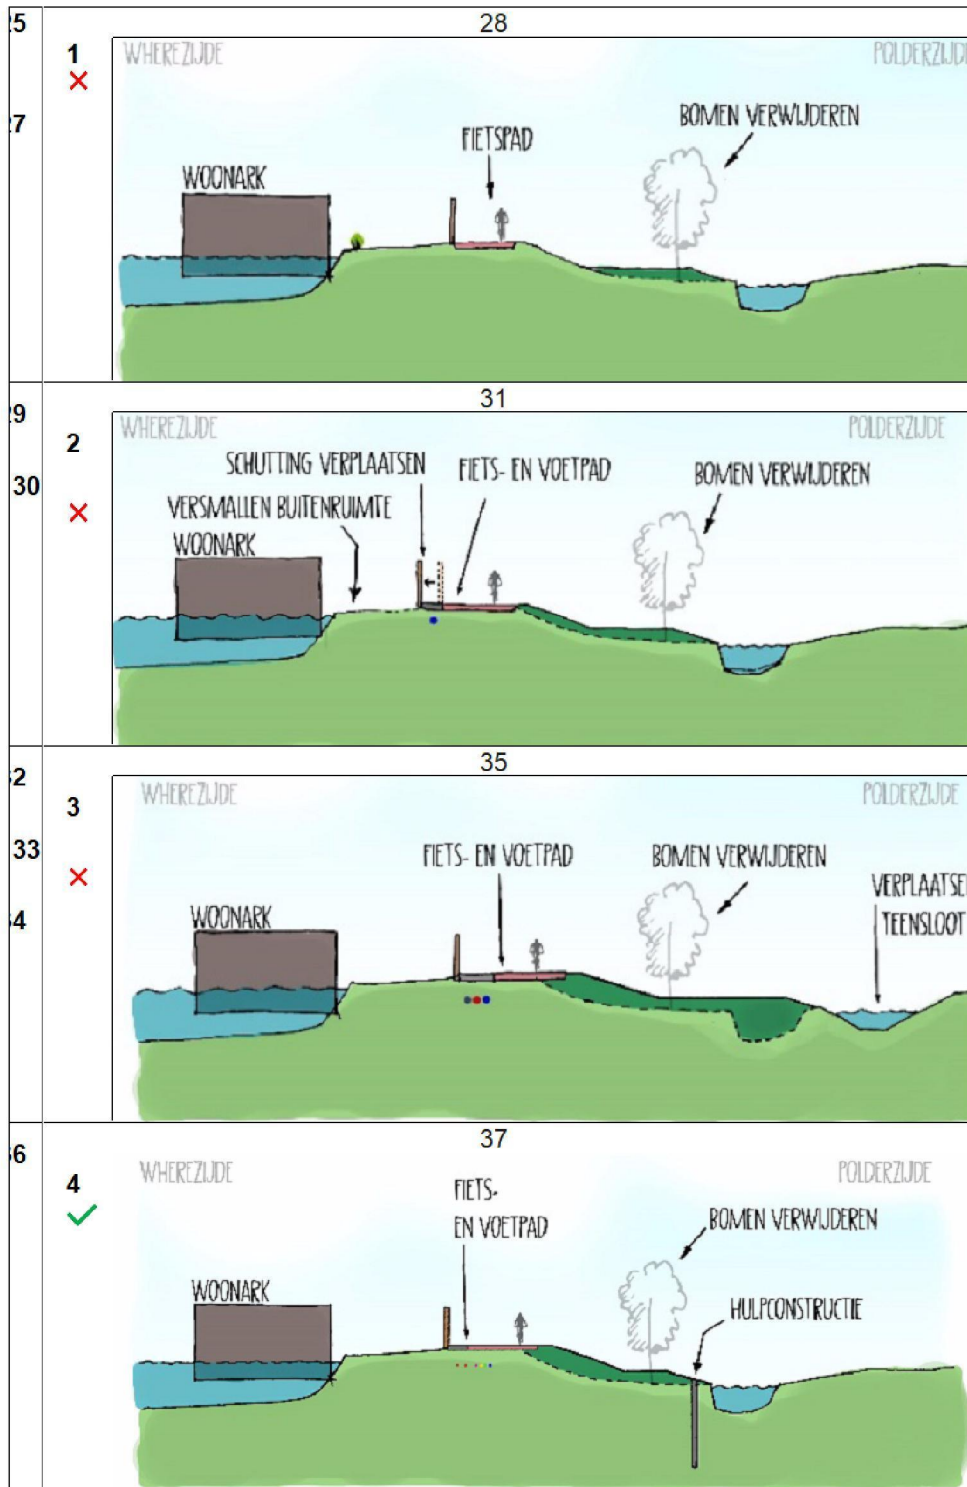 5
28
1
WHEREZIJDE
POLDERZIJDE
7
BOMEN VERWIJDEREN
FIETSPAD
WOONARK
9
31
2
WHEREZIJDE
POLDERZIJDE
SCHUTTING VERPLAATSEN
FIETS- EN VOETPAD
BOMEN VERWIJDEREN
30
VERSMALLEN BUITENRUIMTE
WOONARK
2
35
3
WHEREZIJDE
POLDERZIJDE
33
FIETS- EN VOETPAD
BOMEN VERWIJDEREN
VERPLAATSE
TEENSLOOT
4
WOONARK
6
37
4
WHEREZIJDE
POLDERZIJDE
FIETS-
EN VOETPAD
BOMEN VERWIJDEREN
WOONARK
HULPCONSTRUCTIE